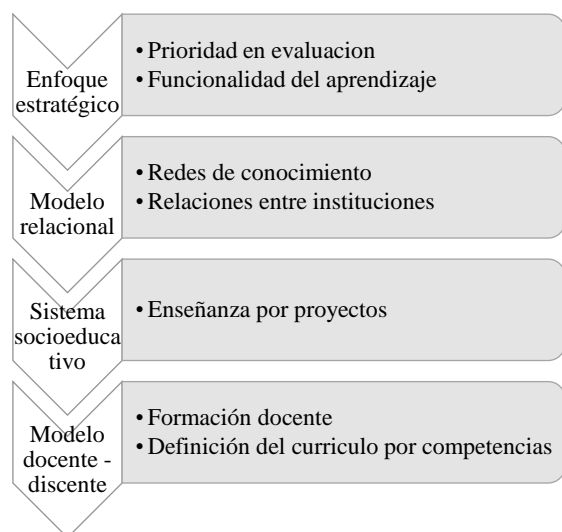 Enfoque
estratégico
• Prioridad en evaluacion
• Funcionalidad del aprendizaje
Modelo
relacional
• Redes de conocimiento
• Relaciones entre instituciones
Sistema
socioeduca
tivo
• Enseñanza por proyectos
Modelo
docente -
discente
• Formación docente
• Definición del curriculo por competencias